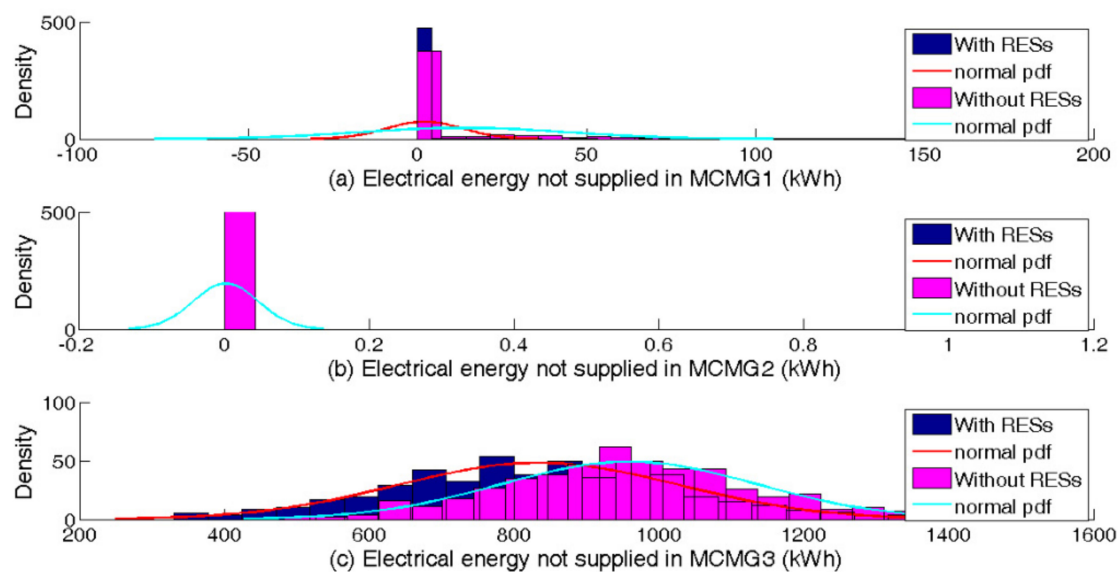 500
Density
0
-100
-50
0
50
100
150
200
With RESs
normal pdf
Without RESs
normal pdf
(a) Electrical energy not supplied in MCMG1 (kWh)
500
Density
0
-0.2
0
0.2
0.4
0.6
0.8
1
1.2
With RESs
normal pdf
Without RESs
normal pdf
(b) Electrical energy not supplied in MCMG2 (kWh)
100
50
Density
0
200
400
600
800
1000
1200
1400
1600
With RESs
normal pdf
Without RESs
normal pdf
(c) Electrical energy not supplied in MCMG3 (kWh)